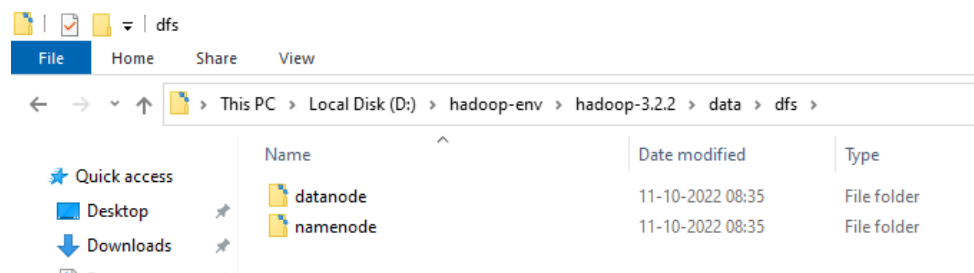 dfs
File Home Share View
This PC > Local Disk (D:) > hadoop-env > hadoop-3.2.2 > data > dfs >
Name Date modified Type
Quick access
datanode 11-10-2022 08:35 File folder
Desktop
namenode 11-10-2022 08:35 File folder
Downloads